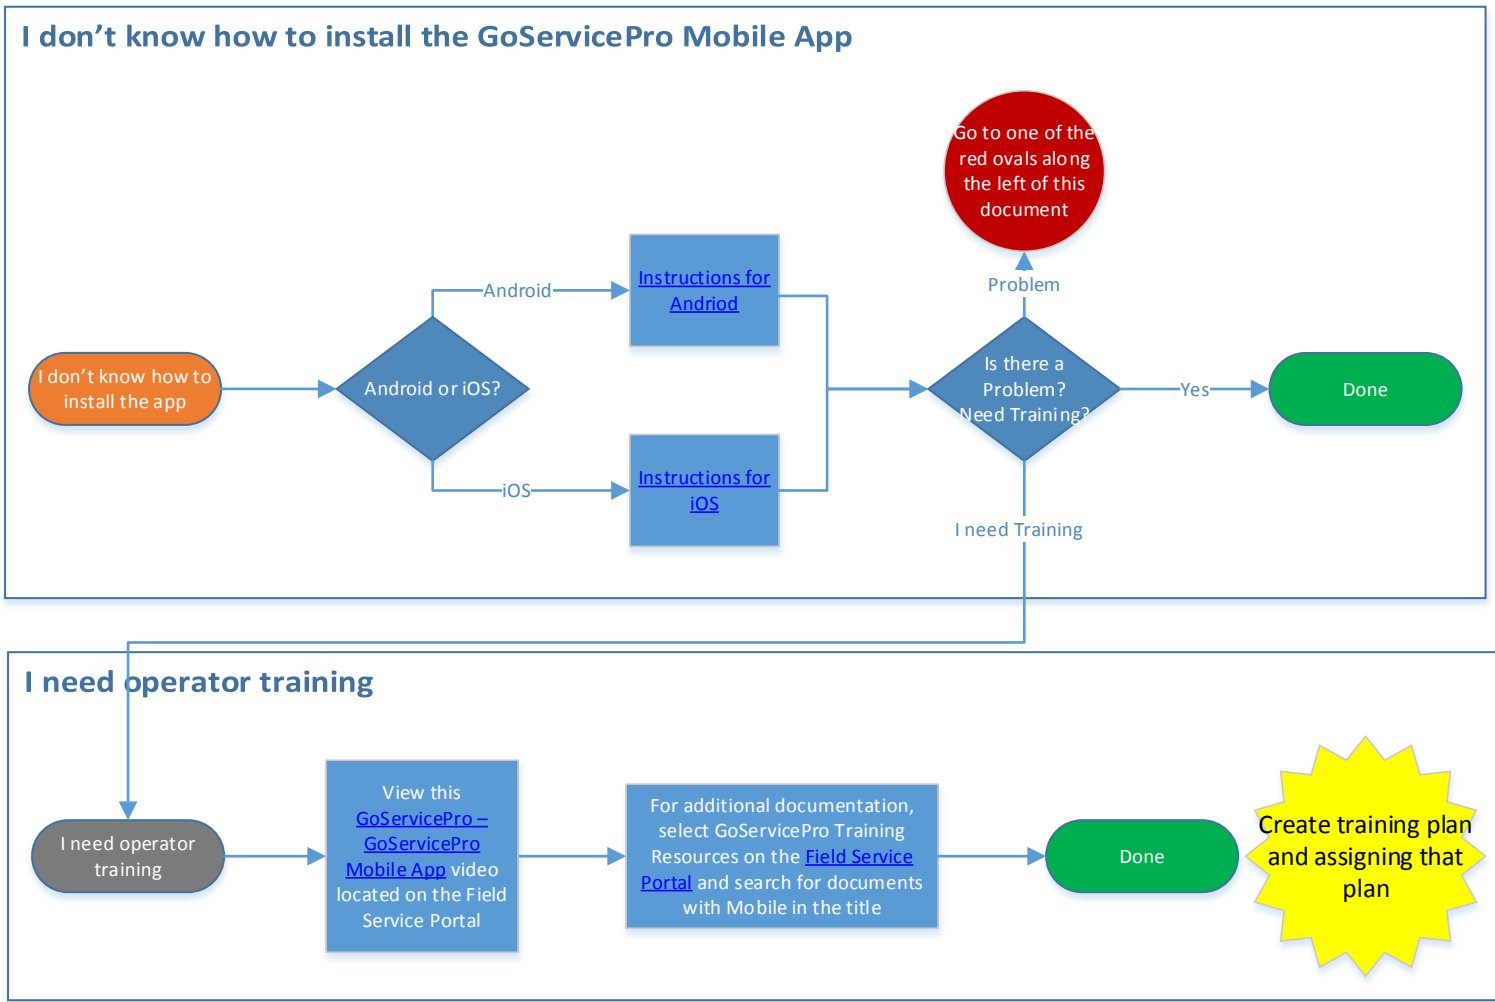 I don’t know how to install the GoServicePro Mobile App
Go to one of the
red ovals along
the left of this
document
Problem
Instructions for
Andriod
Android
I don’t know how to
install the app
Android or iOS?
Is there a
Problem?
Need Training?
Yes
Done
Instructions for
iOS
iOS
I need Training
I need operator training
I need operator
training
View this
GoServicePro –
GoServicePro
Mobile App video
located on the Field
Service Portal
For additional documentation,
select GoServicePro Training
Resources on the Field Service
Portal and search for documents
with Mobile in the title
Done
Create training plan
and assigning that
plan